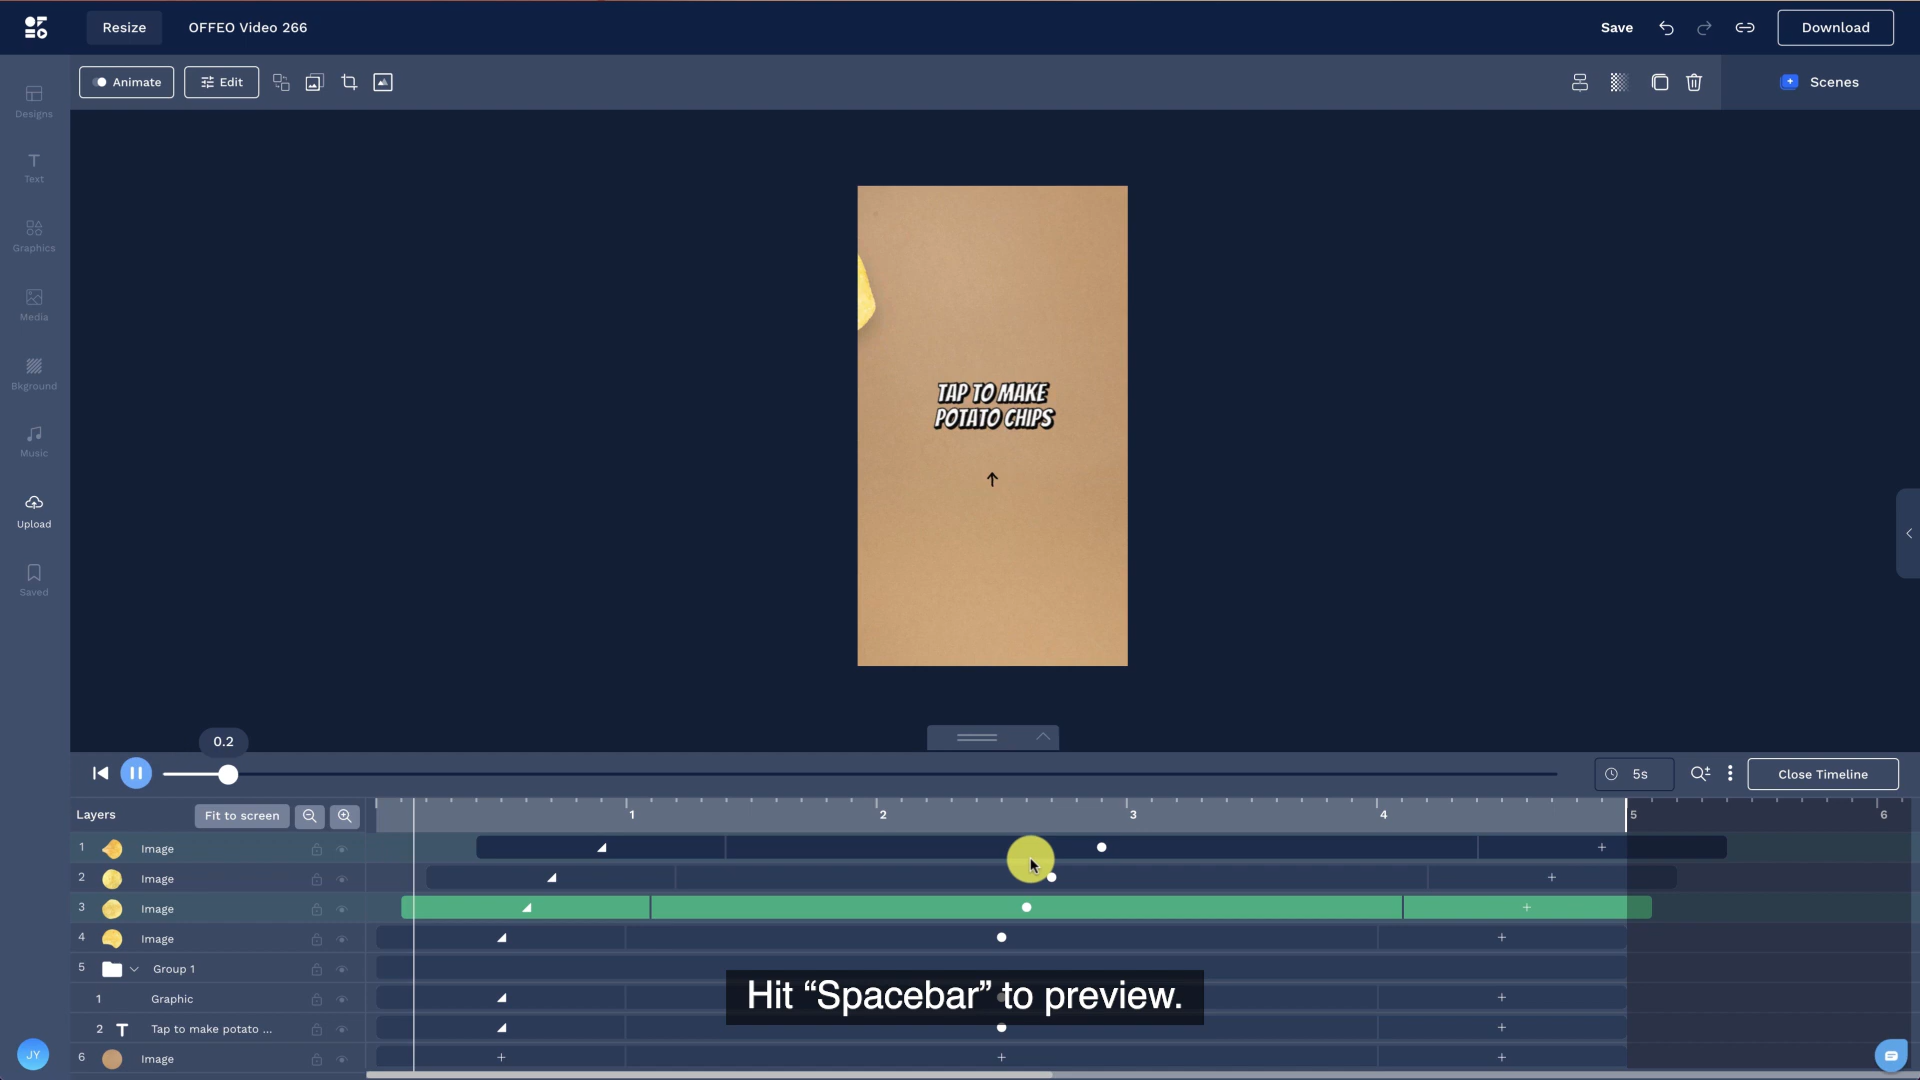 Resize
OFFEO Video 266
Save
Download
Animate
Edit
Scenes
Designs
Text
Graphics
Media
Bkground
Music
Upload
Saved
TAP TO MAKE
POTATO CHIPS
0.2
5s
Close Timeline
Layers
Fit to screen
1
2
3
4
5
6
1 Image
2 Image
3 Image
4 Image
5 Group 1
1 Graphic
2 T Tap to make potato ...
6 Image
Hit “Spacebar” to preview.
JY